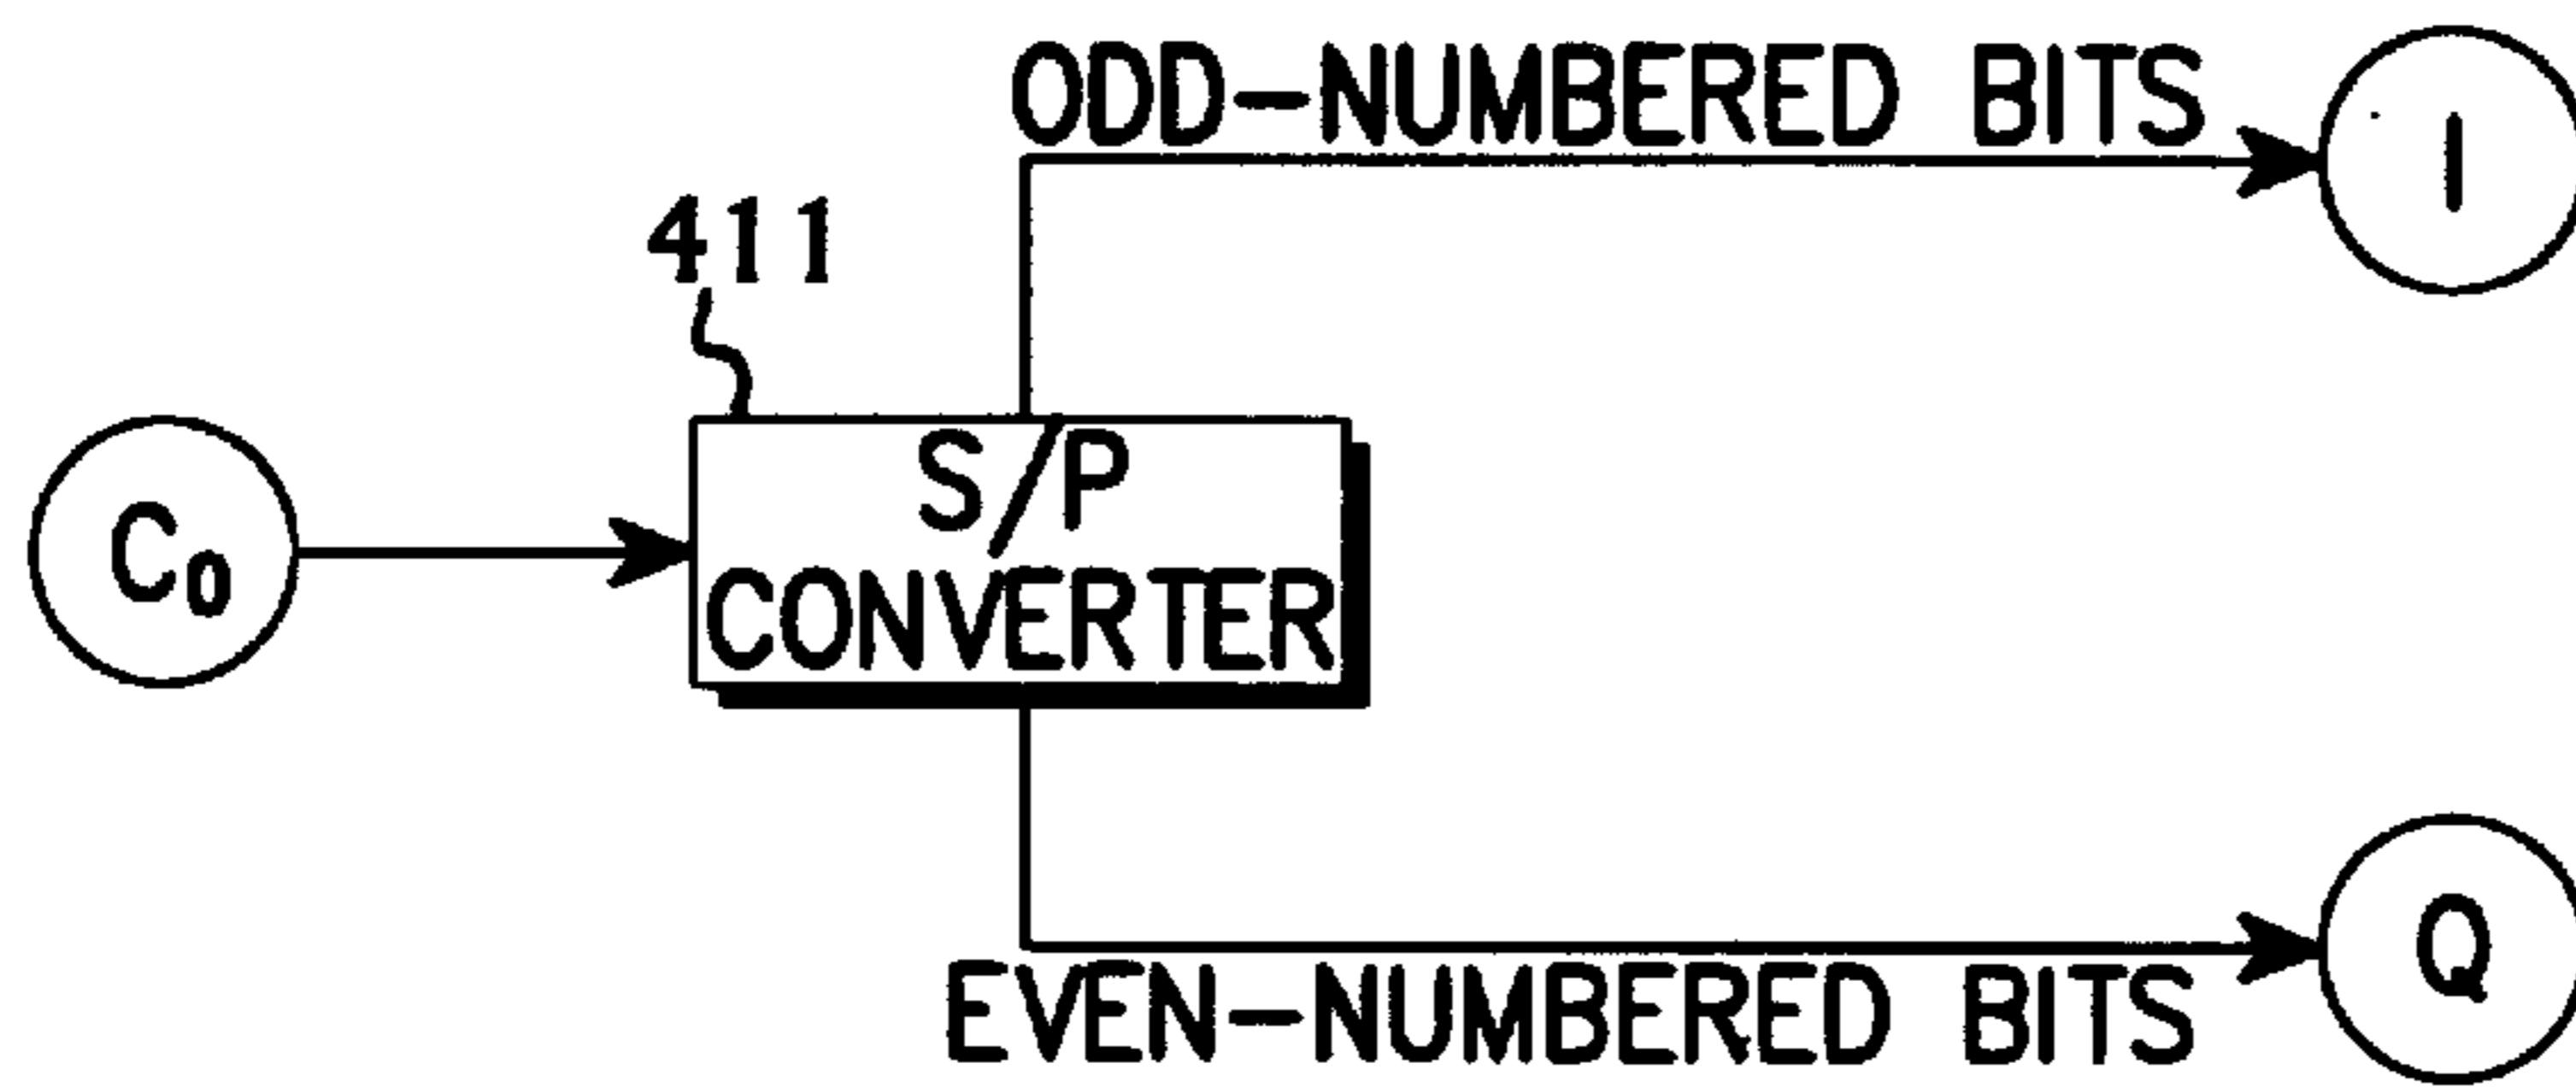 ODD-NUMBERED BITS
I
411
C₀
S/P
CONVERTER
EVEN-NUMBERED BITS
Q